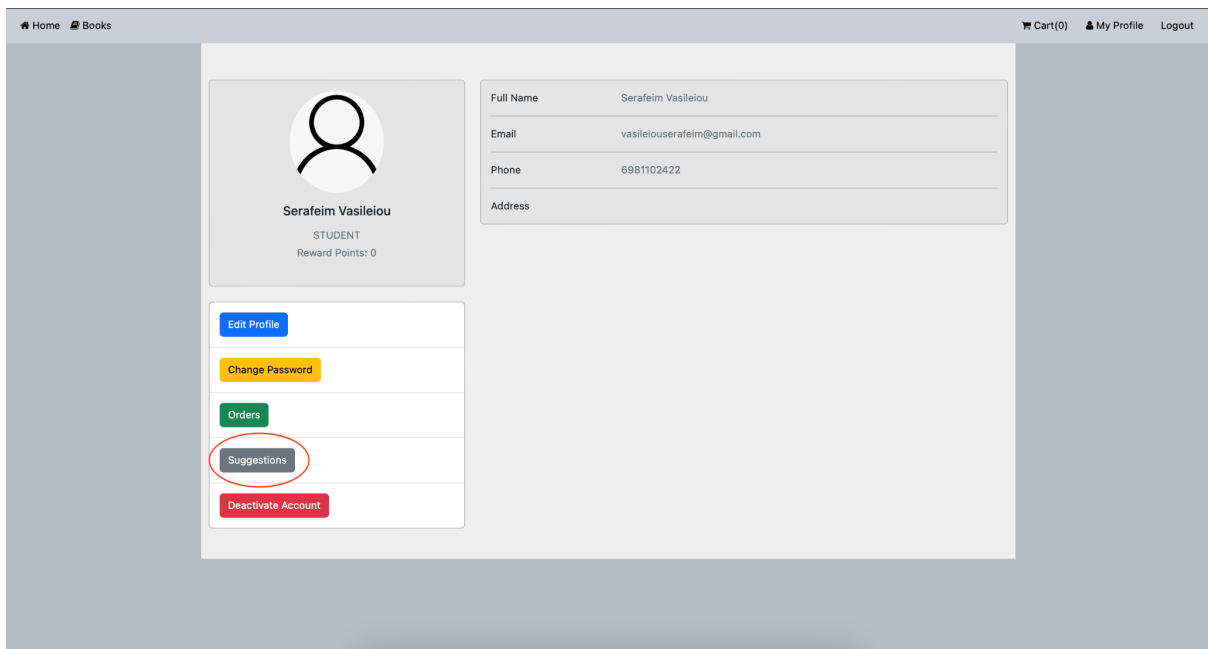 Home Books Cart(0) My Profile Logout
Serafeim Vasileiou
STUDENT
Reward Points: 0
Full Name Serafeim Vasileiou
Email vasileiouserafeim@gmail.com
Phone 6981102422
Address
Edit Profile
Change Password
Orders
Suggestions
Deactivate Account